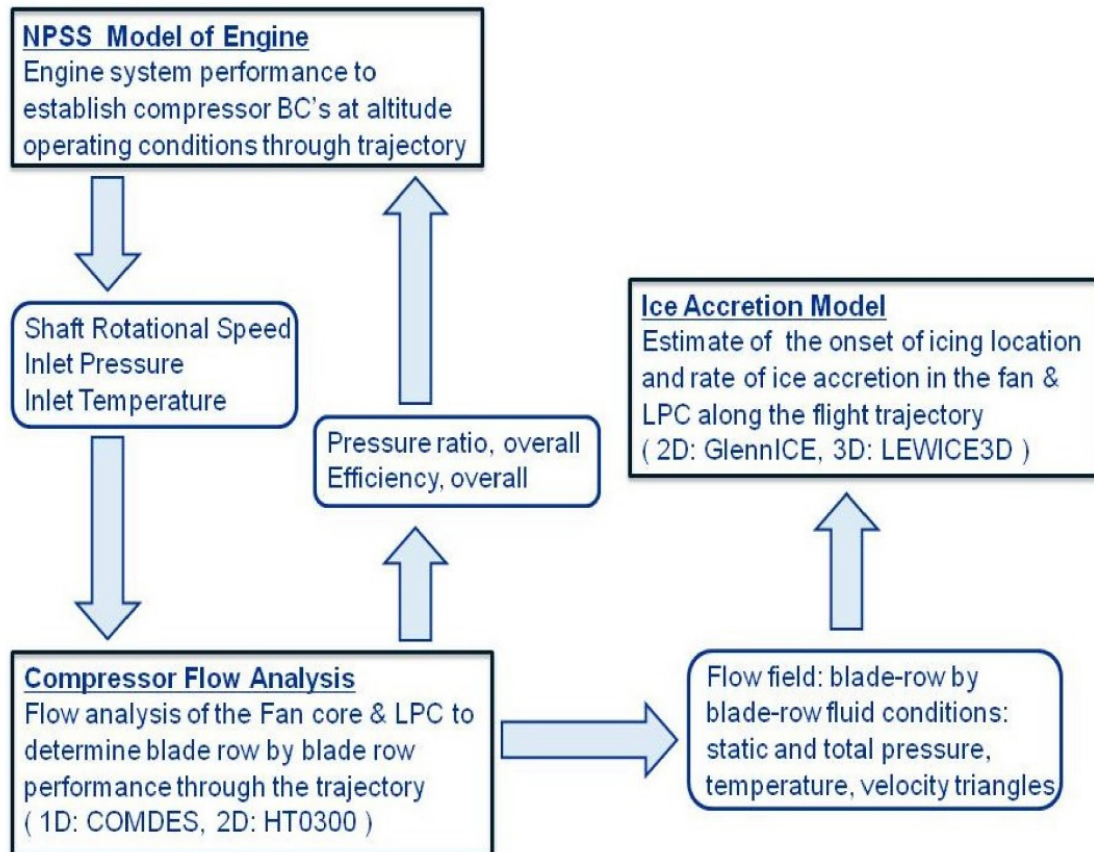 NPSS Model of Engine
Engine system performance to
establish compressor BC's at altitude
operating conditions through trajectory
Shaft Rotational Speed
Inlet Pressure
Inlet Temperature
Pressure ratio, overall
Efficiency, overall
Ice Accretion Model
Estimate of the onset of icing location
and rate of ice accretion in the fan &
LPC along the flight trajectory
( 2D: GlennICE, 3D: LEWICE3D )
Compressor Flow Analysis
Flow analysis of the Fan core & LPC to
determine blade row by blade row
performance through the trajectory
( 1D: COMDES, 2D: HT0300 )
Flow field: blade-row by
blade-row fluid conditions:
static and total pressure,
temperature, velocity triangles